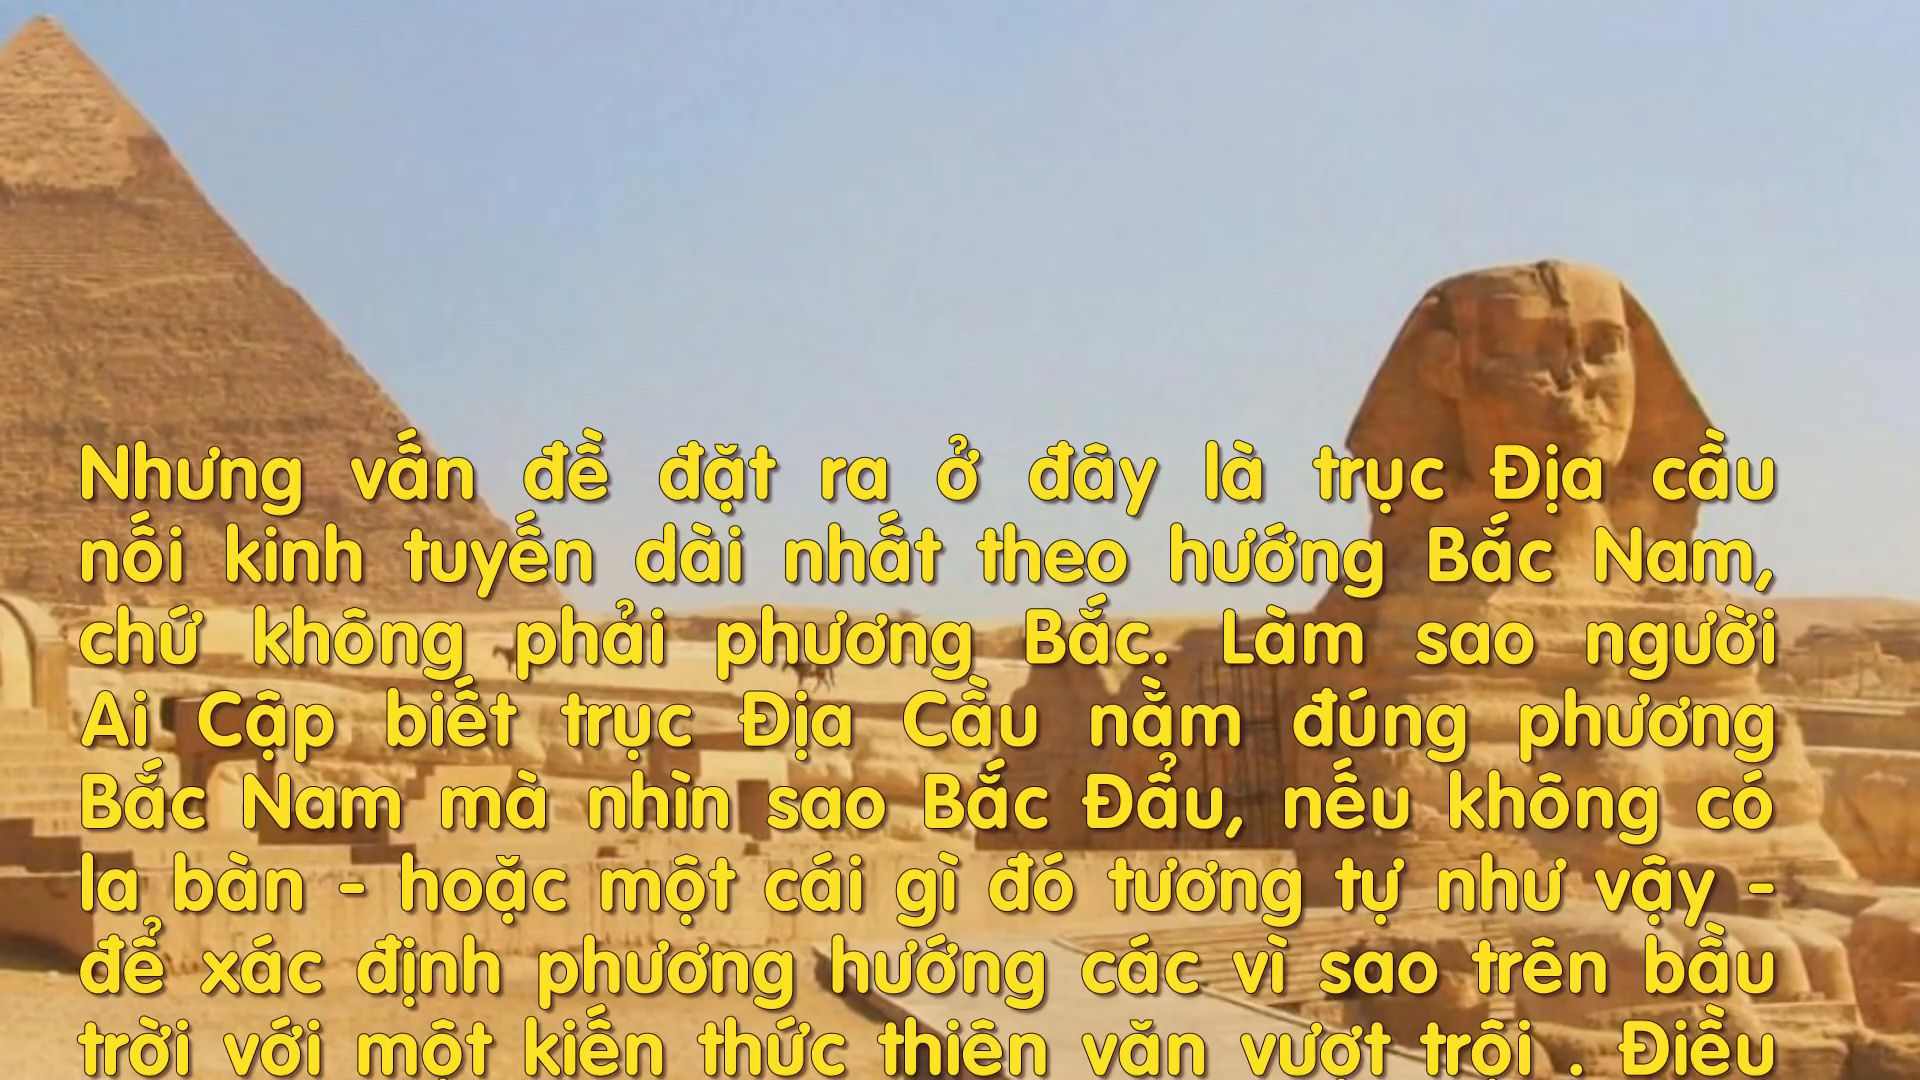 Nhưng vấn đề đặt ra ở đây là trục Địa cầu
nối kinh tuyến dài nhất theo hướng Bắc Nam,
chứ không phải phương Bắc. Làm sao người
Ai Cập biết trục Địa Cầu nằm đúng phương
Bắc Nam mà nhìn sao Bắc Đẩu, nếu không có
la bàn - hoặc một cái gì đó tương tự như vậy -
để xác định phương hướng các vì sao trên bầu
trời với một kiến thức thiên văn vượt trội . Điều